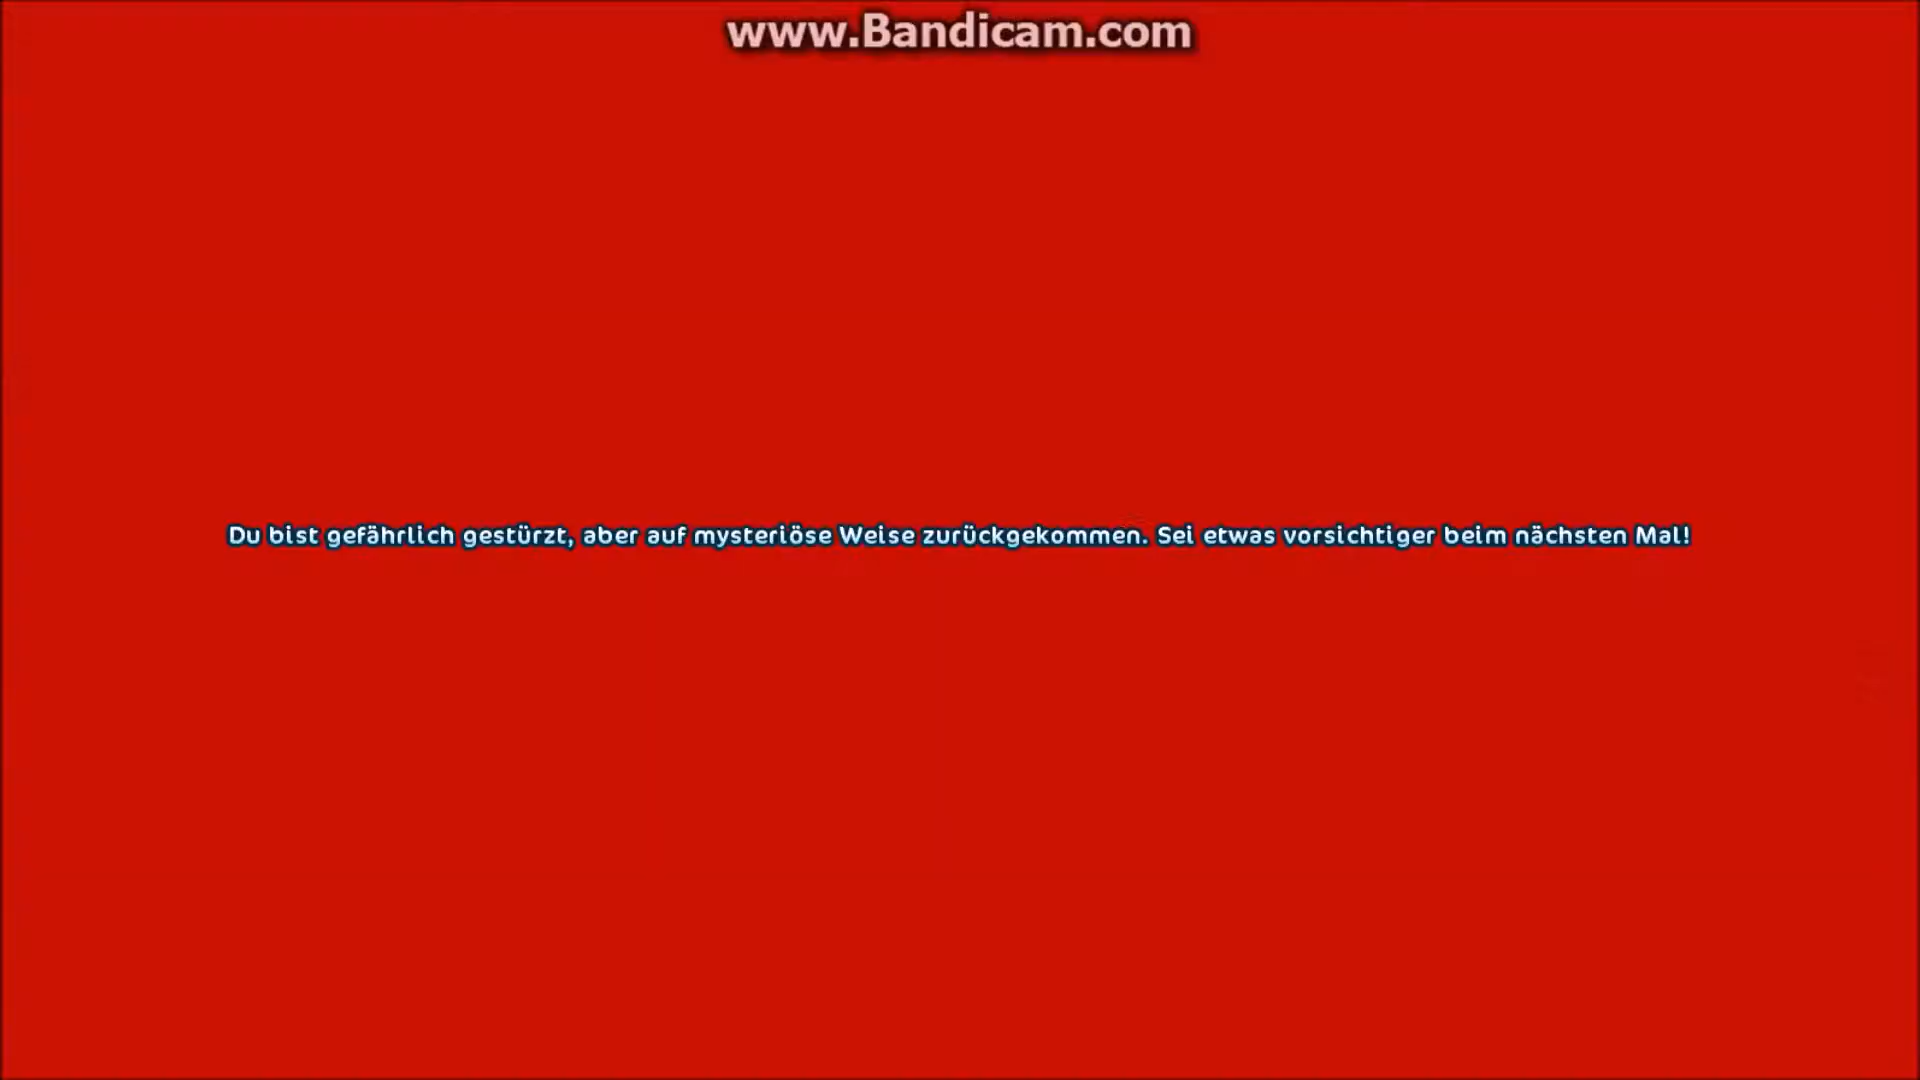 www.Bandicam.com
Du bist gefährlich gestürzt, aber auf mysteriöse Weise zurückgekommen. Sei etwas vorsichtiger beim nächsten Mal!